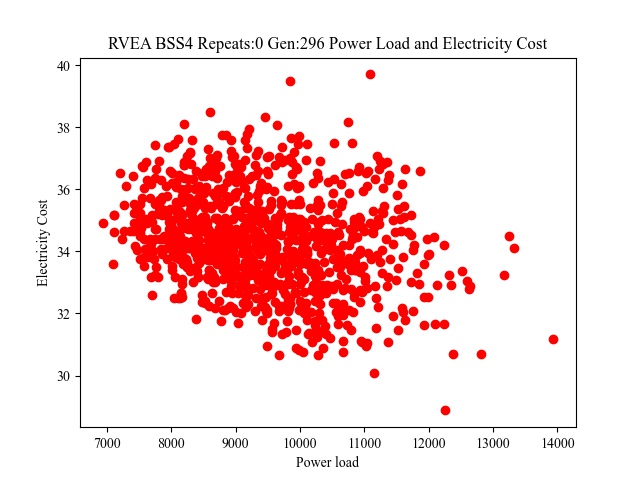 RVEA BSS4 Repeats:0 Gen:296 Power Load and Electricity Cost
40
38
36
34
32
30
Electricity Cost
7000 8000 9000 10000 11000 12000 13000 14000
Power load